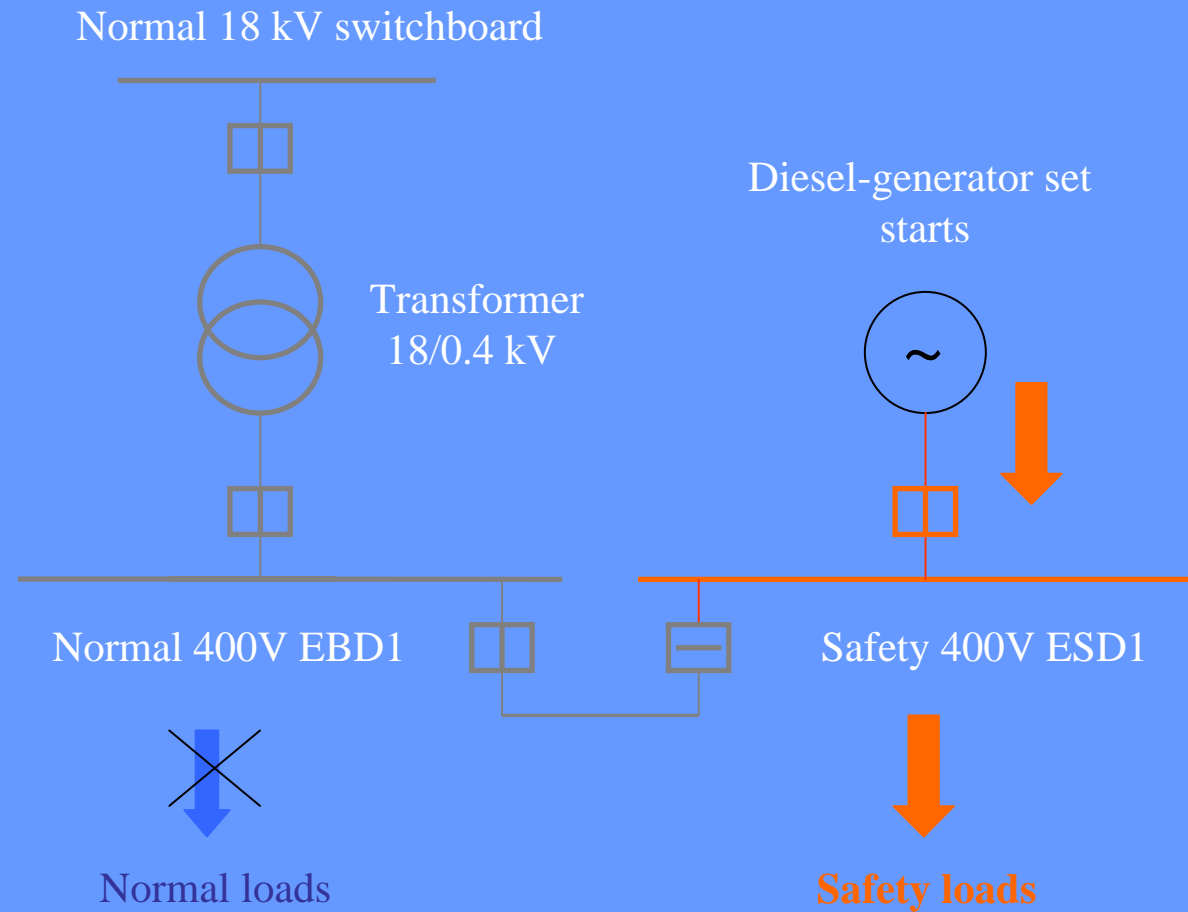 Normal 18 kV switchboard
Diesel-generator set
starts
Transformer
18/0.4 kV
~
Normal 400V EBD1
Safety 400V ESD1
Normal loads
Safety loads